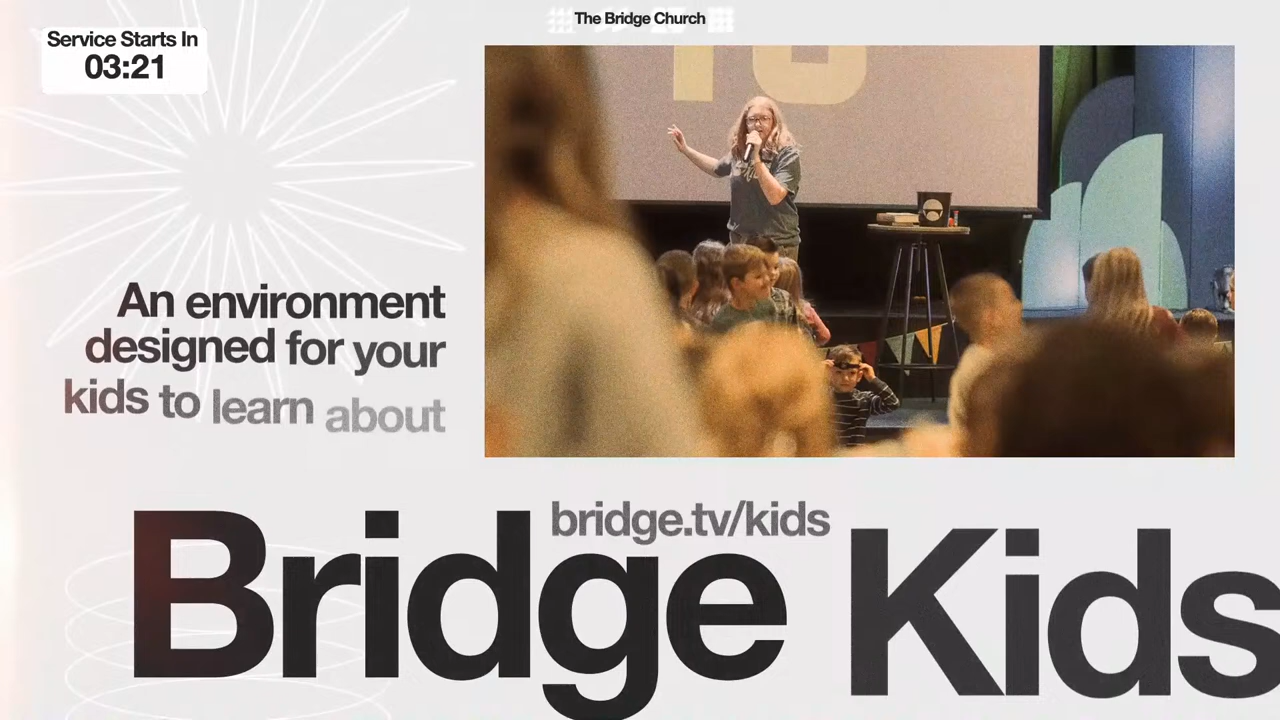 The Bridge Church
Service Starts In
03:21
An environment
designed for your
kids to learn about
bridge.tv/kids
Bridge Kids